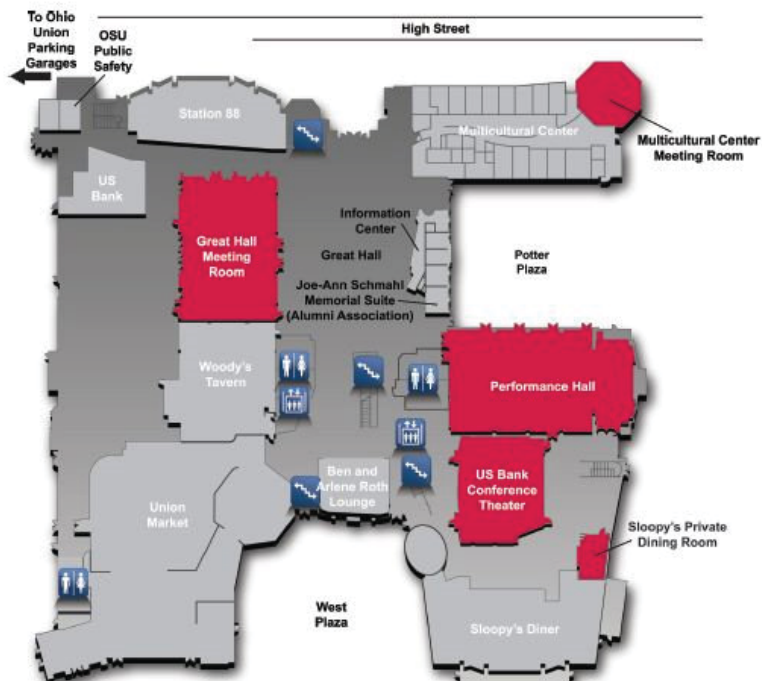 To Ohio
Union
Parking
Garages
OSU
Public
Safety
High Street
Station 88
Multicultural Center
Multicultural Center
Meeting Room
US
Bank
Information
Center
Great Hall
Meeting
Room
Great Hall
Potter
Plaza
Joe-Ann Schmahl
Memorial Suite
(Alumni Association)
Woody's
Tavern
Performance Hall
Ben and
Arlene Roth
Lounge
US Bank
Conference
Theater
Union
Market
Sloopy's Private
Dining Room
West
Plaza
Sloopy's Diner